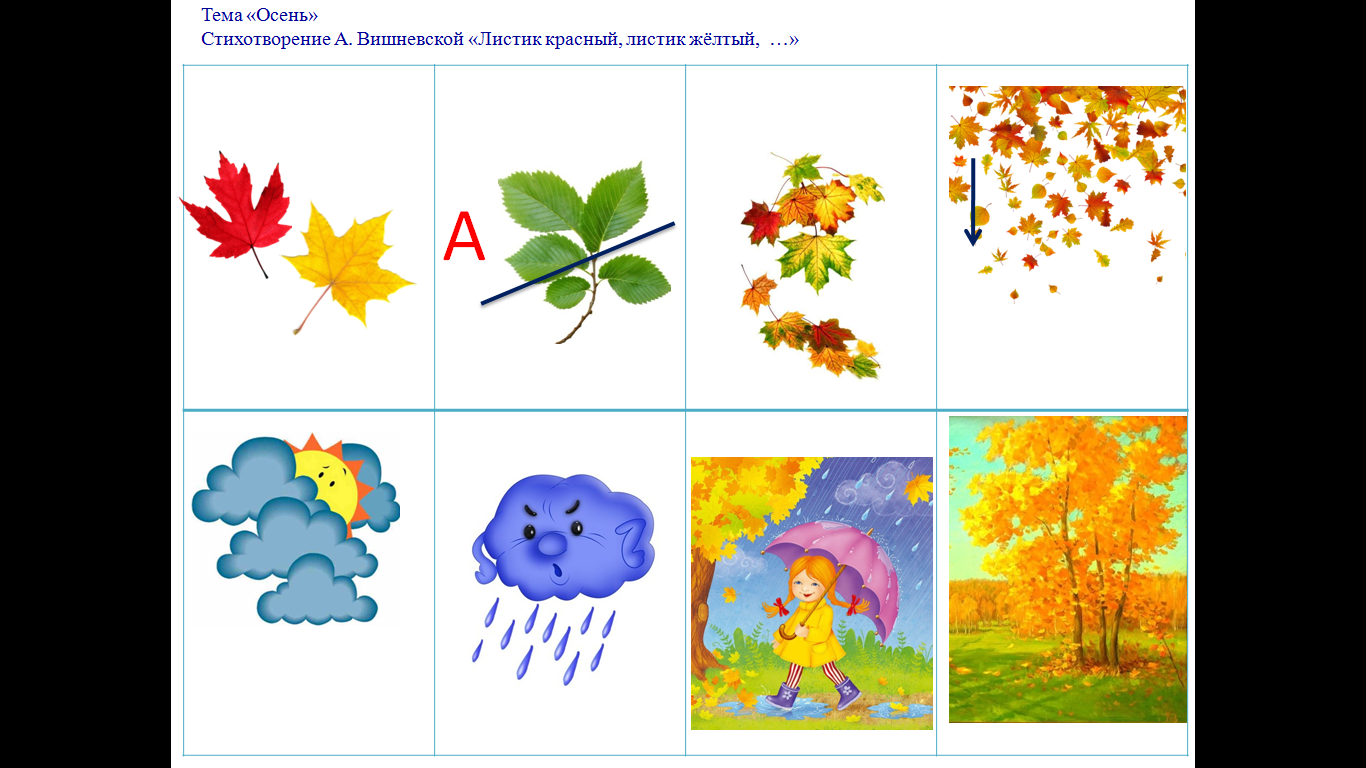 Тема «Осень»
Стихотворение А. Вишневской «Листик красный, листик жёлтый,  …»
А